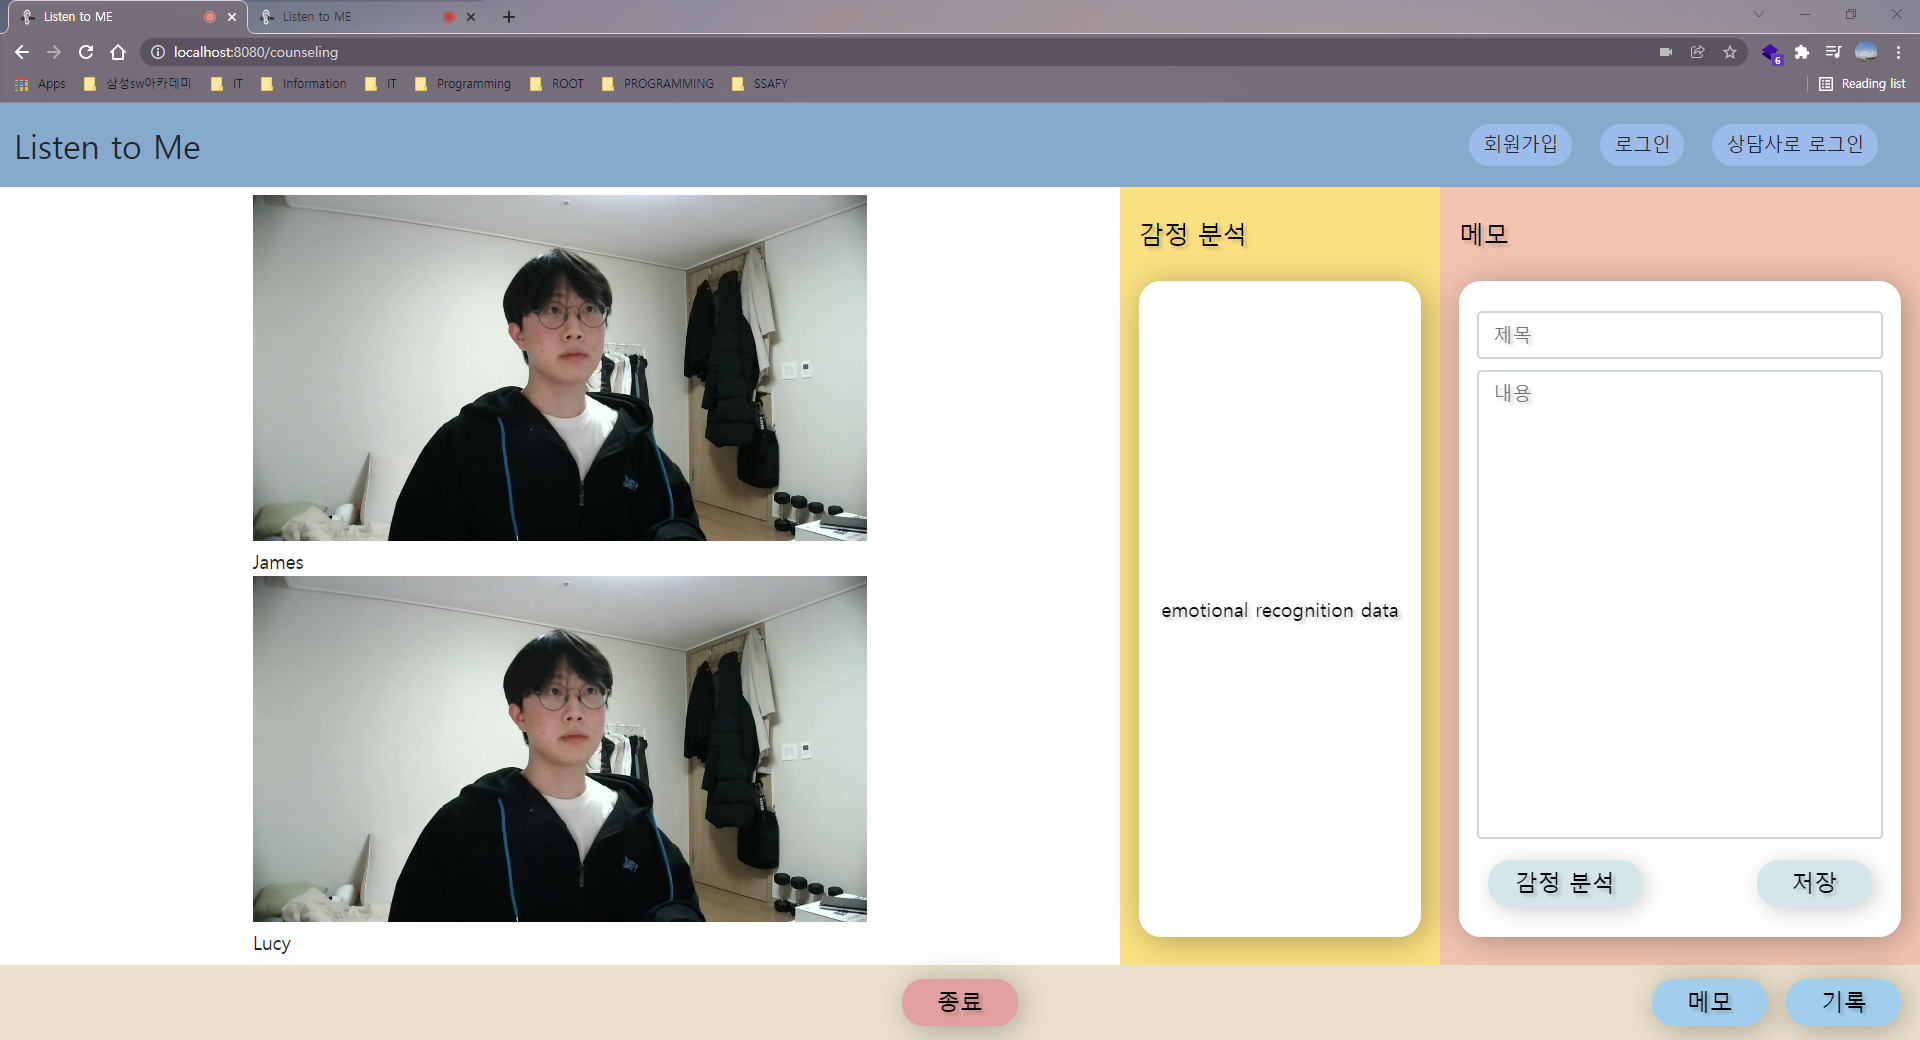 Listen to ME
Listen to ME
localhost:8080/counseling
6
Apps
삼성sw아카데미
IT
Information
IT
Programming
ROOT
PROGRAMMING
SSAFY
Reading list
Listen to Me
회원가입
로그인
상담사로 로그인
James
Lucy
감정 분석
emotional recognition data
메모
제목
내용
감정 분석
저장
종료
메모
기록